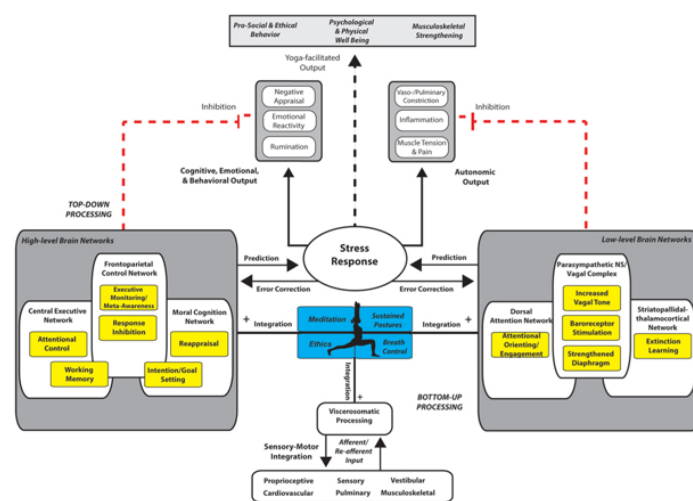 Pro-Social & Ethical
Behavior
Psychological
& Physical
Well Being
Musculoskeletal
Strengthening
Yoga-facilitated
Output
Inhibition
Negative
Appraisal
Emotional
Reactivity
Rumination
Vaso-/Pulminary
Constriction
Inflammation
Muscle Tension
& Pain
Inhibition
Cognitive, Emotional,
& Behavioral Output
Autonomic
Output
TOP-DOWN
PROCESSING
High-level Brain Networks
Frontoparietal
Control Network
Executive
Monitoring/
Meta-Awareness
Response
Inhibition
Central Executive
Network
Attentional
Control
Working
Memory
Moral Cognition
Network
Reappraisal
Intention/Goal
Setting
Stress
Response
Prediction
Error Correction
Prediction
Error Correction
+
Integration
+
Integration
Meditation
Sustained
Postures
Ethics
Breath
Control
Low-level Brain Networks
Parasympathetic NS/
Vagal Complex
Increased
Vagal Tone
Baroreceptor
Stimulation
Strengthened
Diaphragm
Dorsal
Attention Network
Attentional
Orienting/
Engagement
Striatopallidal-
thalamocortical
Network
Extinction
Learning
Integration
+
BOTTOM-UP
PROCESSING
Viscerosomatic
Processing
Sensory-Motor
Integration
Afferent/
Re-afferent
Input
Proprioceptive Sensory Vestibular
Cardiovascular Pulminary Musculoskeletal